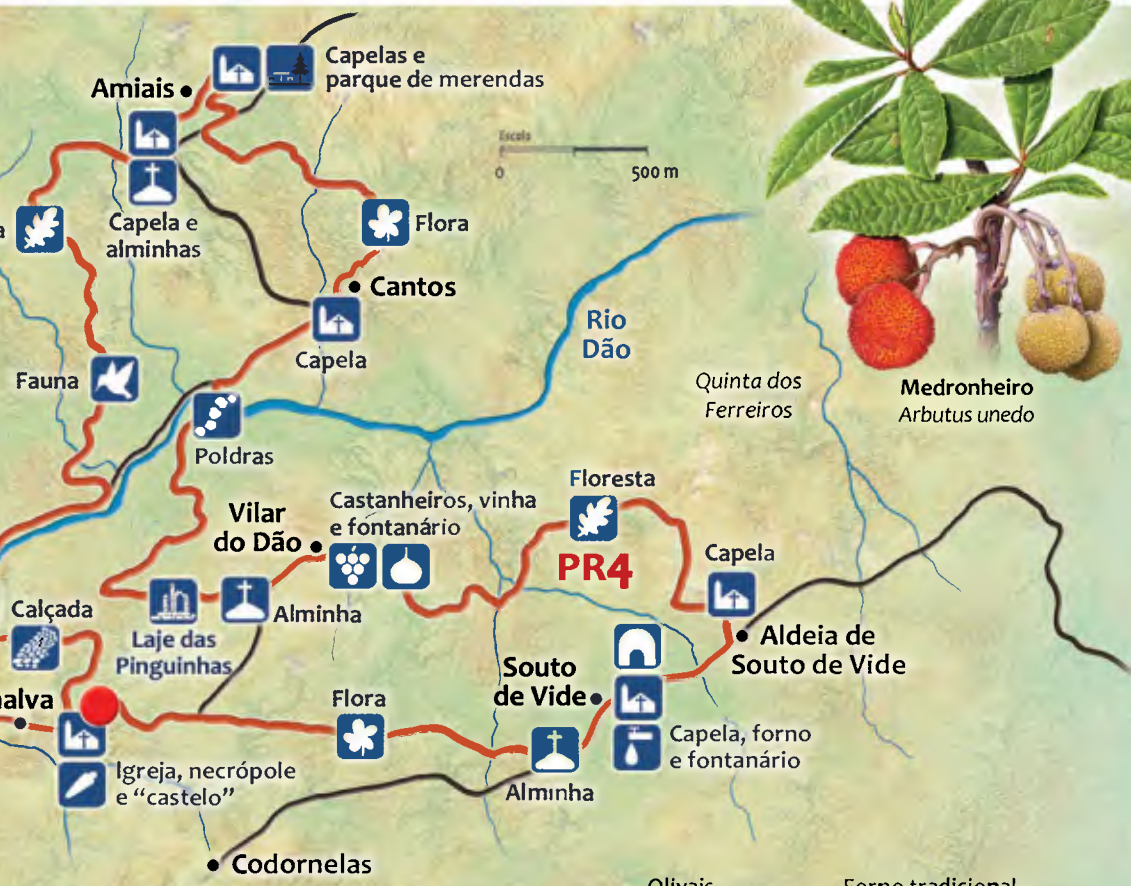 Capelas e
parque de merendas
Amiais
Escala
0
500 m
Capela e
alminhas
Flora
Cantos
Capela
Rio
Dão
Fauna
Quinta dos
Ferreiros
Medronheiro
Arbutus unedo
Poldras
Castanheiros, vinha
e fontanário
Floresta
Vilar
do Dão
PR4
Capela
Calçada
Alminha
Laje das
Pinguinhas
Aldeia de
Souto de Vide
Souto
de Vide
Flora
Capela, forno
e fontanário
Igreja, necrópole
e “castelo”
Alminha
Codornelas